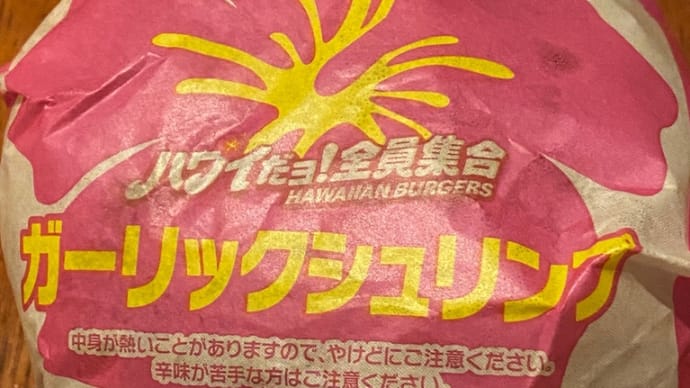 ハワイだョ!全員集合
HAWAIIAN BURGERS
ガーリックシュリンプ
中身が熱いことがありますので、やけどにご注意ください。
辛味が苦手な方はご注意ください。